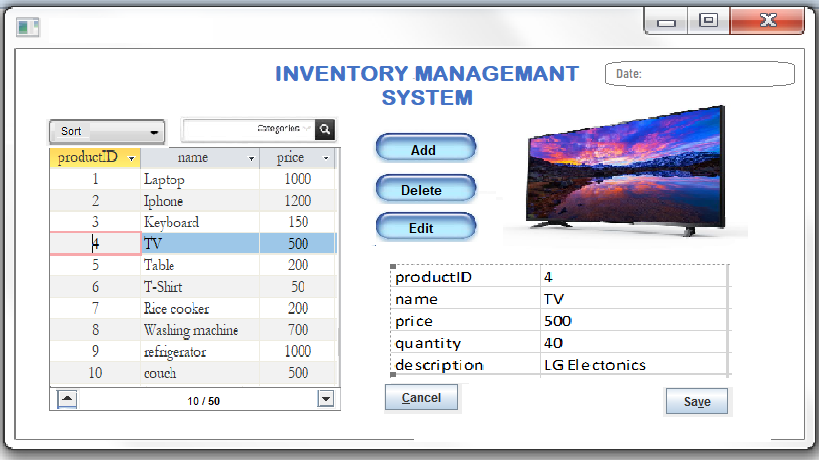 INVENTORY MANAGEMANT
SYSTEM
Date:
Sort
Categories
productID name price
1 Laptop 1000
2 Iphone 1200
3 Keyboard 150
4 TV 500
5 Table 200
6 T-Shirt 50
7 Rice cooker 200
8 Washing machine 700
9 refrigerator 1000
10 couch 500
10 / 50
Add
Delete
Edit
productID 4
name TV
price 500
quantity 40
description LG Electonics
Cancel
Save